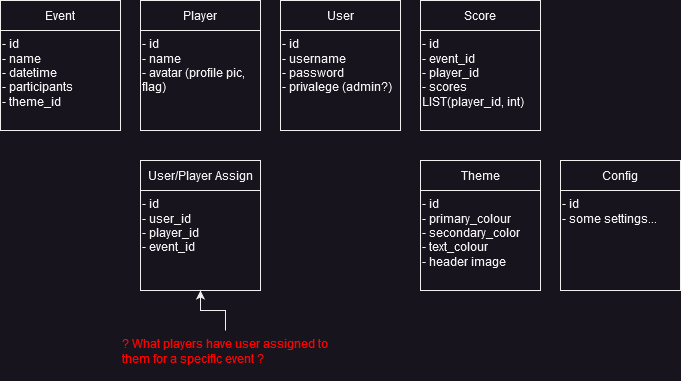 Event
- id
- name
- datetime
- participants
- theme_id
Player
- id
- name
- avatar (profile pic,
flag)
User
- id
- username
- password
- privalege (admin?)
Score
- id
- event_id
- player_id
- scores
LIST(player_id, int)
User/Player Assign
- id
- user_id
- player_id
- event_id
Theme
- id
- primary_colour
- secondary_color
- text_colour
- header image
Config
- id
- some settings...
? What players have user assigned to
them for a specific event ?